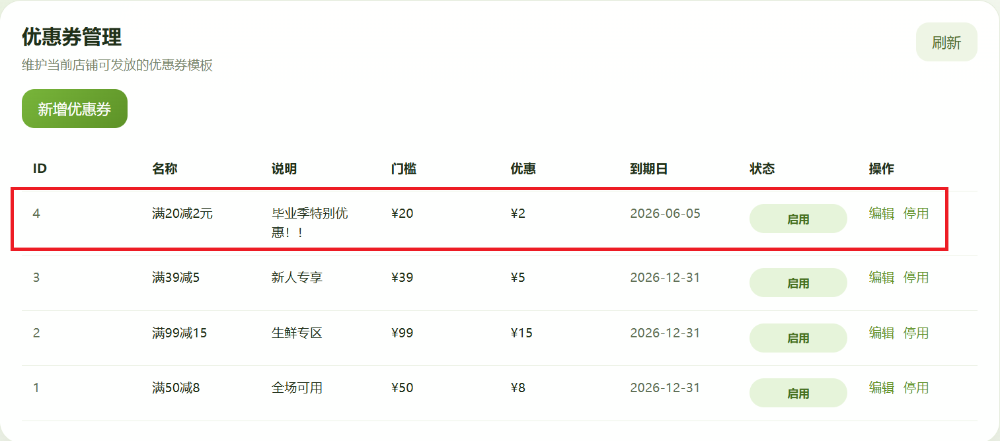 优惠券管理
刷新
维护当前店铺可发放的优惠券模板
新增优惠券
ID 名称 说明 门槛 优惠 到期日 状态 操作
4 满20减2元 毕业季特别优 ¥20 ¥2 2026-06-05 启用 编辑 停用
惠！！
3 满39减5 新人专享 ¥39 ¥5 2026-12-31 启用 编辑 停用
2 满99减15 生鲜专区 ¥99 ¥15 2026-12-31 启用 编辑 停用
1 满50减8 全场可用 ¥50 ¥8 2026-12-31 启用 编辑 停用